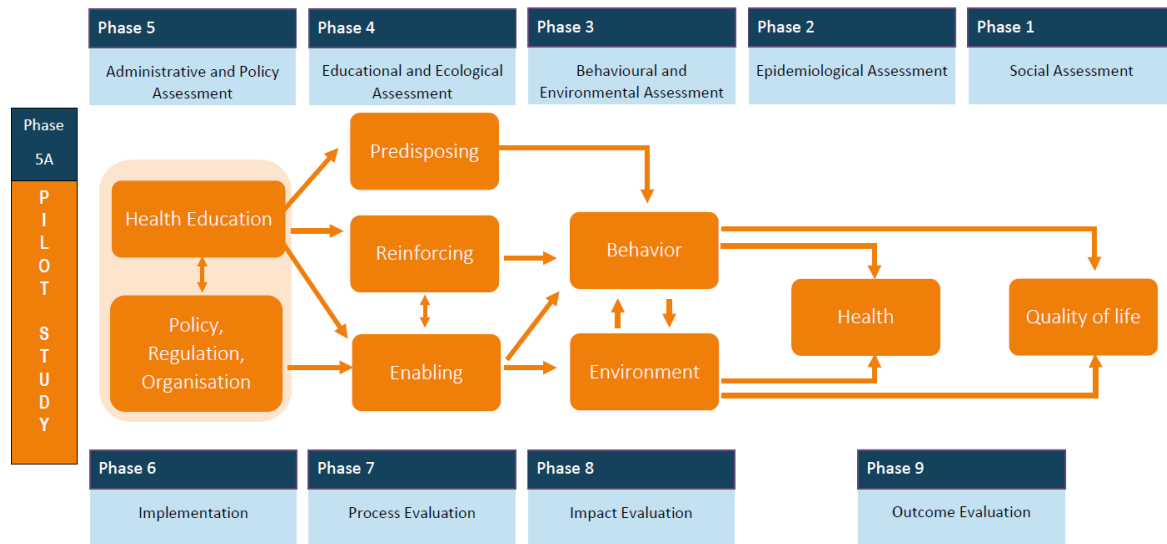 Phase 5
Administrative and Policy
Assessment
Phase 4
Educational and Ecological
Assessment
Phase 3
Behavioural and
Environmental Assessment
Phase 2
Epidemiological Assessment
Phase 1
Social Assessment
Phase
5A
P
I
L
O
T
S
T
U
D
Y
Health Education
Policy,
Regulation,
Organisation
Predisposing
Reinforcing
Enabling
Behavior
Environment
Health
Quality of life
Phase 6
Implementation
Phase 7
Process Evaluation
Phase 8
Impact Evaluation
Phase 9
Outcome Evaluation